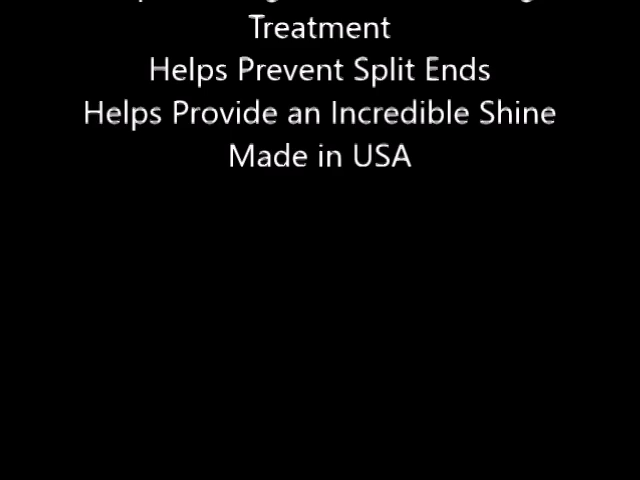 Treatment
Helps Prevent Split Ends
Helps Provide an Incredible Shine
Made in USA